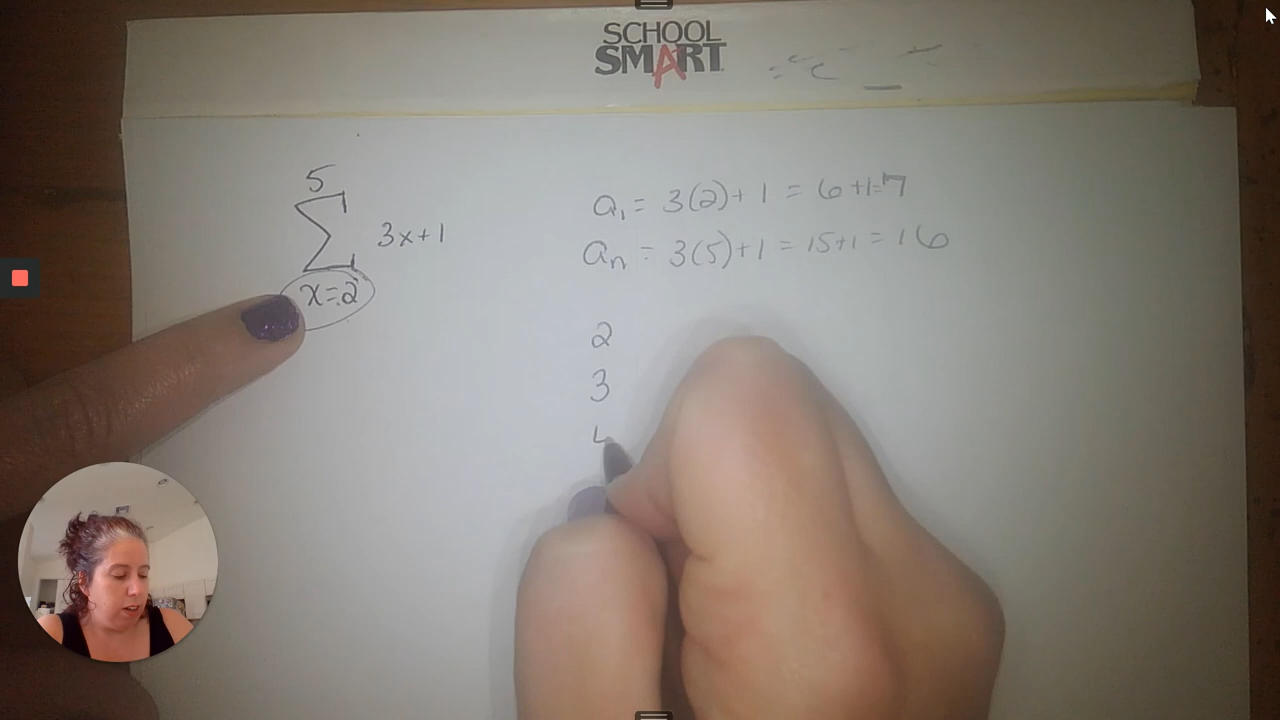 SCHOOL
SMART
5
Σ 3x+1
x=2
a₁ = 3(2)+1 = 6+1=7
aₙ = 3(5)+1 = 15+1 = 16
2
3
4